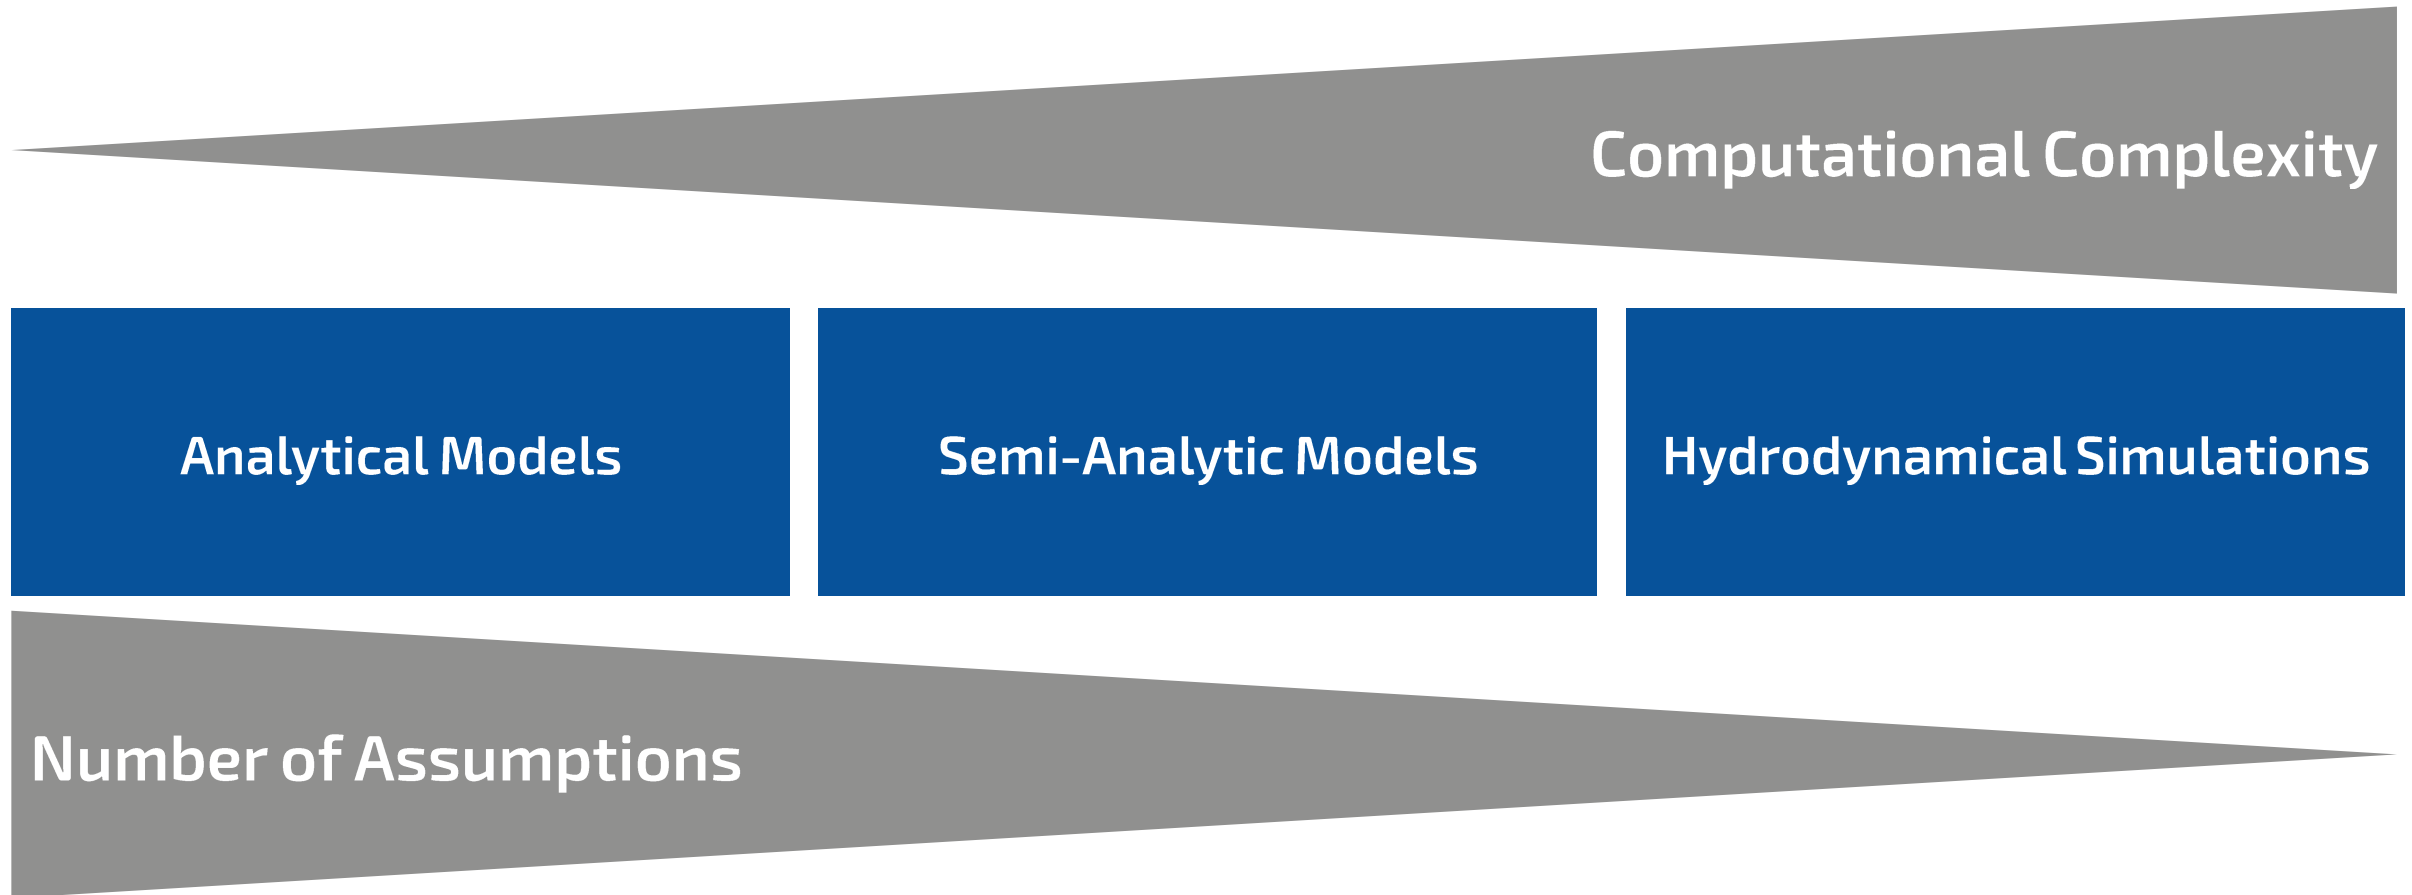 Computational Complexity
Analytical Models
Semi-Analytic Models
Hydrodynamical Simulations
Number of Assumptions